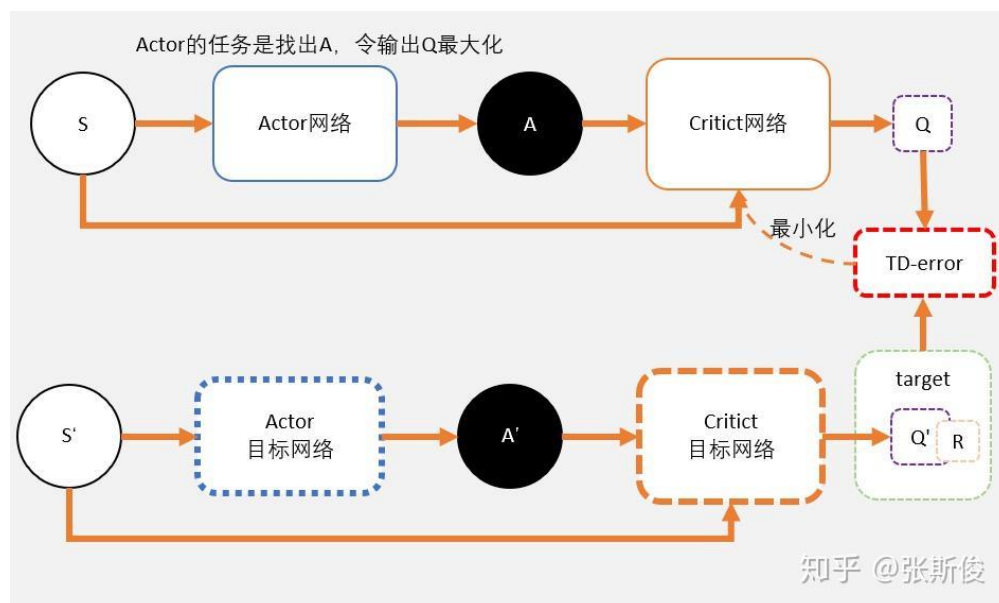 Actor的任务是找出A，令输出Q最大化
S
Actor网络
A
Critict网络
Q
最小化
TD-error
target
S‘
Actor
目标网络
A’
Critict
目标网络
Q'
R
知乎 @张斯俊